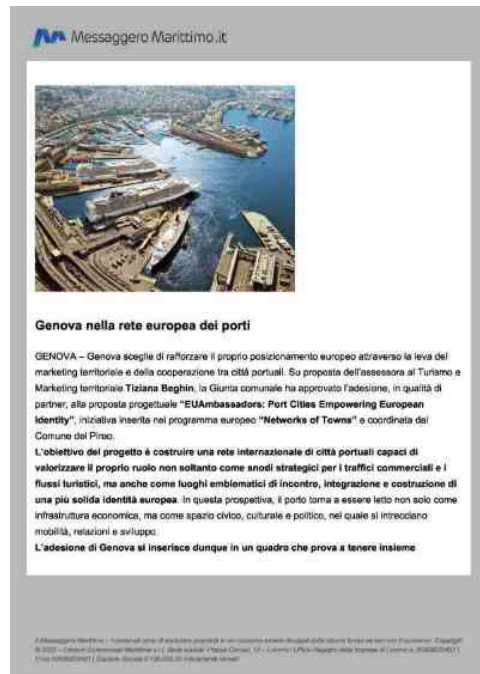 Messaggero Marittimo.it
Genova nella rete europea dei porti
GENOVA – Genova sceglie di rafforzare il proprio posizionamento europeo attraverso la leva del
marketing territoriale e della cooperazione tra città portuali. Su proposta dell'assessora al Turismo e
Marketing territoriale Tiziana Beghin, la Giunta comunale ha approvato l'adesione, in qualità di
partner, alla proposta progettuale "EUAmbassadors: Port Cities Empowering European
Identity", iniziativa inserita nel programma europeo "Networks of Towns" e coordinata dal
Comune del Pireo.
L'obiettivo del progetto è costruire una rete internazionale di città portuali capaci di
valorizzare il proprio ruolo non soltanto come snodi strategici per i traffici commerciali e i
flussi turistici, ma anche come luoghi emblematici di incontro, integrazione e costruzione di
una più solida identità europea. In questa prospettiva, il porto torna a essere letto non solo come
infrastruttura economica, ma come spazio civico, culturale e politico, nel quale si intrecciano
mobilità, relazioni e sviluppo.
L'adesione di Genova si inserisce dunque in un quadro che prova a tenere insieme